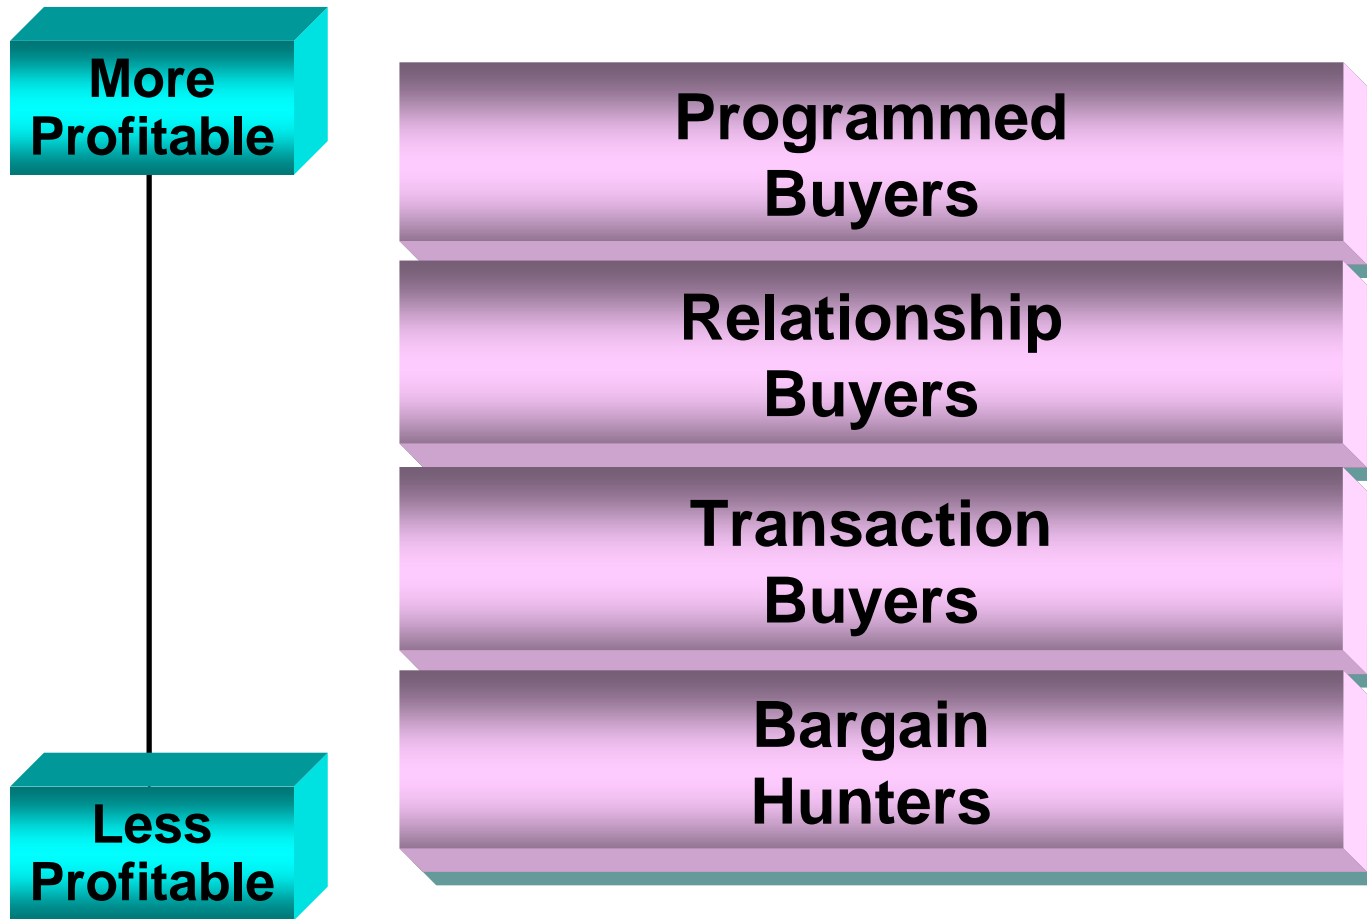 More
Profitable
Programmed
Buyers
Relationship
Buyers
Transaction
Buyers
Bargain
Hunters
Less
Profitable